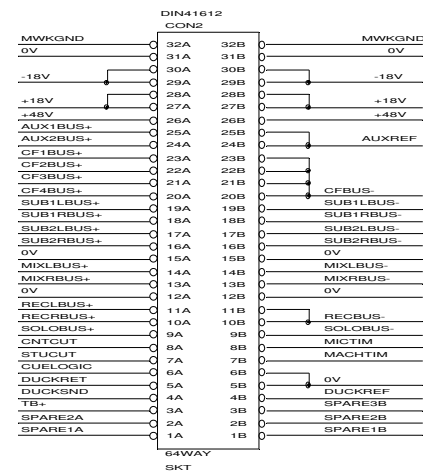 DIN41612
CON2
MWKGND 32A 32B MWKGND
0V 31A 31B 0V
30A 30B
-18V 29A 29B -18V
28A 28B
+18V 27A 27B +18V
+48V 26A 26B +48V
AUX1BUS+ 25A 25B
AUX2BUS+ 24A 24B AUXREF
CF1BUS+ 23A 23B
CF2BUS+ 22A 22B
CF3BUS+ 21A 21B
CF4BUS+ 20A 20B CFBUS-
SUB1LBUS+ 19A 19B SUB1LBUS-
SUB1RBUS+ 18A 18B SUB1RBUS-
SUB2LBUS+ 17A 17B SUB2LBUS-
SUB2RBUS+ 16A 16B SUB2RBUS-
0V 15A 15B 0V
MIXLBUS+ 14A 14B MIXLBUS-
MIXRBUS+ 13A 13B MIXRBUS-
0V 12A 12B 0V
RECLBUS+ 11A 11B
RECRBUS+ 10A 10B RECBUS-
SOLOBUS+ 9A 9B SOLOBUS-
CNTCUT 8A 8B MICTIM
STUCUT 7A 7B MACHTIM
CUELOGIC 6A 6B
DUCKRET 5A 5B 0V
DUCKSND 4A 4B DUCKREF
TB+ 3A 3B SPARE3B
SPARE2A 2A 2B SPARE2B
SPARE1A 1A 1B SPARE1B
64WAY
SKT